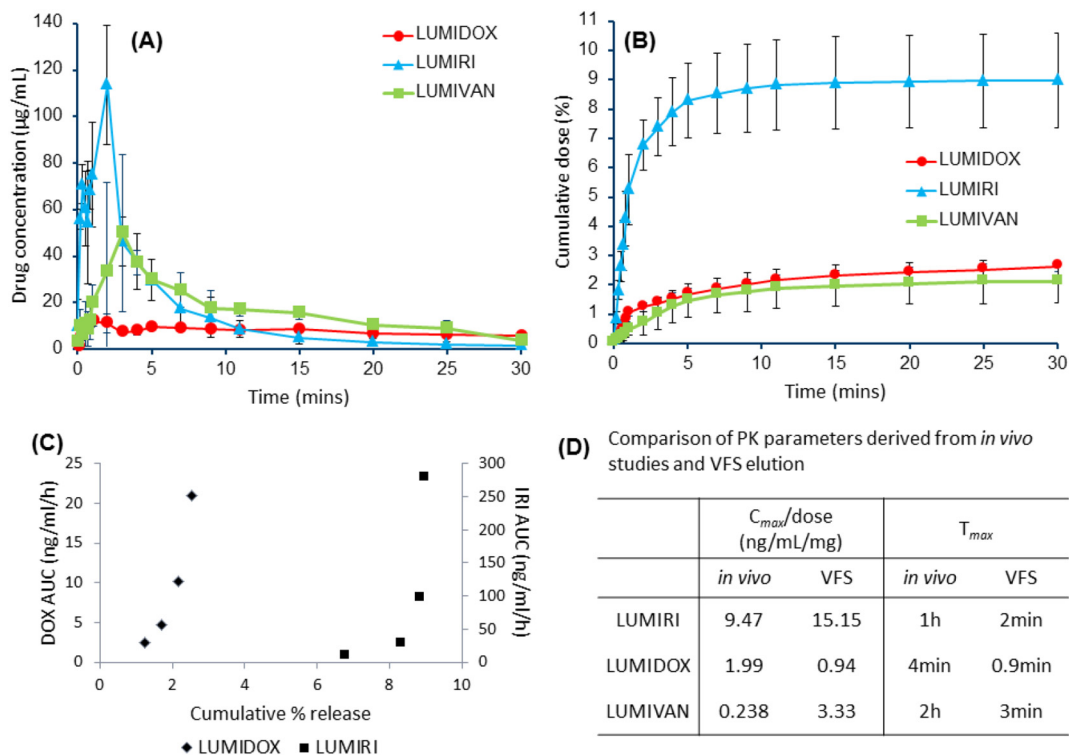 (A)
LUMIDOX
LUMIRI
LUMIVAN
Drug concentration (µg/mL)
140
120
100
80
60
40
20
0
0 5 10 15 20 25 30
Time (mins)
(B)
LUMIDOX
LUMIRI
LUMIVAN
Cumulative dose (%)
11
10
9
8
7
6
5
4
3
2
1
0
0 5 10 15 20 25 30
Time (mins)
(C)
DOX AUC (ng/ml/h)
25
20
15
10
5
0
IRI AUC (ng/ml/h)
300
250
200
150
100
50
0
0 2 4 6 8 10
Cumulative % release
LUMIDOX LUMIRI
(D) Comparison of PK parameters derived from in vivo
studies and VFS elution
Cmax/dose
(ng/mL/mg)
Tmax
in vivo VFS in vivo VFS
LUMIRI 9.47 15.15 1h 2min
LUMIDOX 1.99 0.94 4min 0.9min
LUMIVAN 0.238 3.33 2h 3min